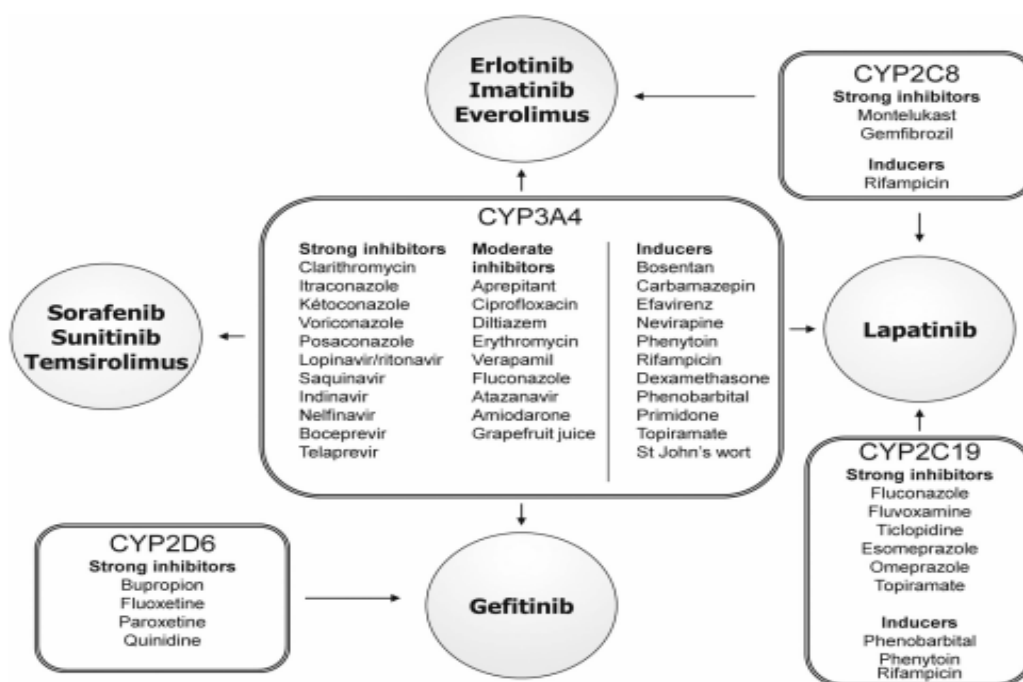 Erlotinib
Imatinib
Everolimus
CYP2C8
Strong inhibitors
Montelukast
Gemfibrozil
Inducers
Rifampicin
CYP3A4
Strong inhibitors
Clarithromycin
Itraconazole
Kétoconazole
Voriconazole
Posaconazole
Lopinavir/ritonavir
Saquinavir
Indinavir
Nelfinavir
Boceprevir
Telaprevir
Moderate
inhibitors
Aprepitant
Ciprofloxacin
Diltiazem
Erythromycin
Verapamil
Fluconazole
Atazanavir
Amiodarone
Grapefruit juice
Inducers
Bosentan
Carbamazepin
Efavirenz
Nevirapine
Phenytoin
Rifampicin
Dexamethasone
Phenobarbital
Primidone
Topiramate
St John's wort
Sorafenib
Sunitinib
Temsirolimus
Lapatinib
CYP2C19
Strong inhibitors
Fluconazole
Fluvoxamine
Ticlopidine
Esomeprazole
Omeprazole
Topiramate
Inducers
Phenobarbital
Phenytoin
Rifampicin
CYP2D6
Strong inhibitors
Bupropion
Fluoxetine
Paroxetine
Quinidine
Gefitinib